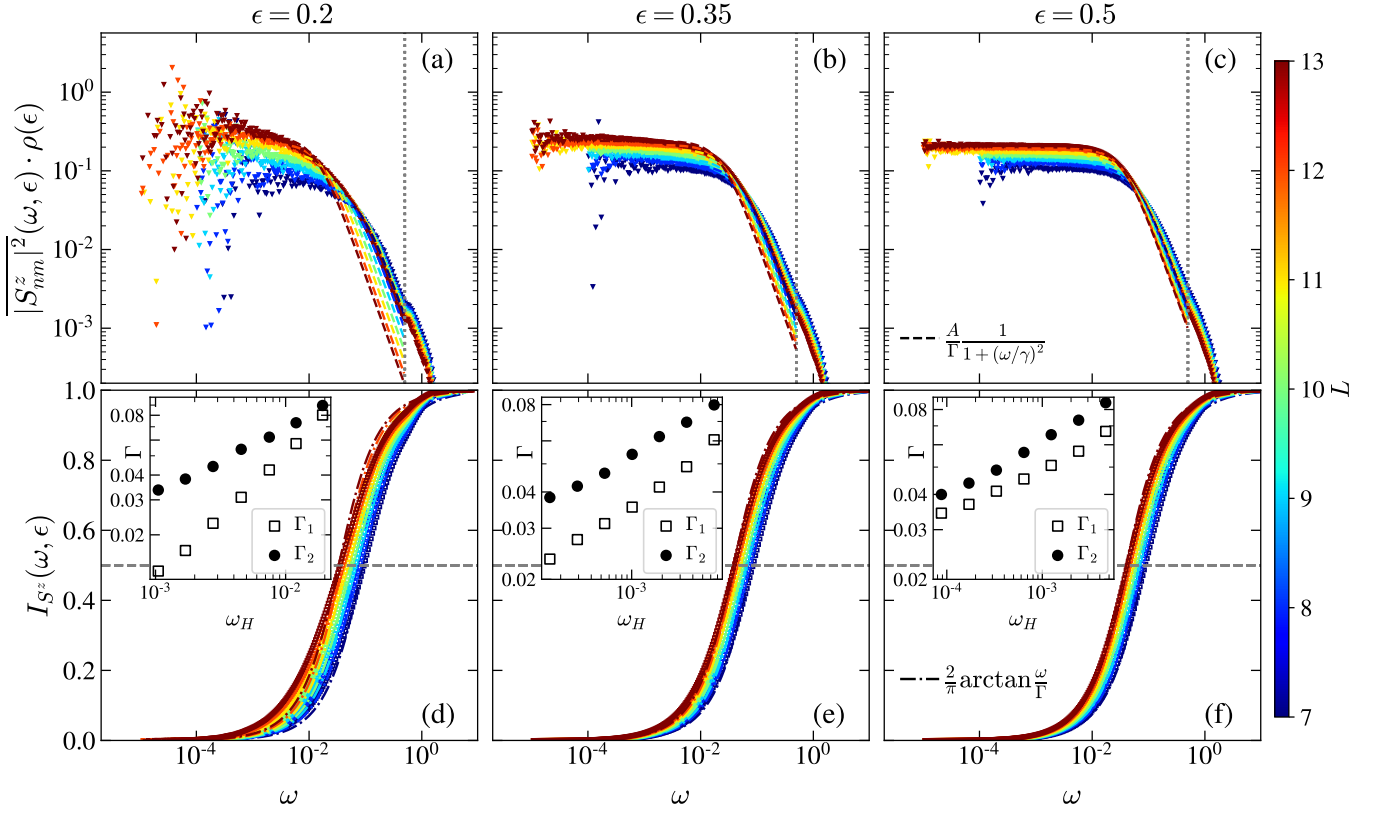 ϵ = 0.2
ϵ = 0.35
ϵ = 0.5
|S^z_{nm}|^2(ω, ϵ) · ρ(ϵ)
10^0
10^{-1}
10^{-2}
10^{-3}
(a)
(b)
(c)
A/Γ 1/(1 + (ω/γ)^2)
I_{S^z}(ω, ϵ)
1.0
0.8
0.6
0.4
0.2
0.0
Γ
0.08
0.04
0.03
0.02
Γ_1
Γ_2
10^{-3}
10^{-2}
ω_H
(d)
10^{-4}
10^{-2}
10^0
ω
Γ
0.08
0.04
0.03
0.02
Γ_1
Γ_2
10^{-3}
ω_H
(e)
10^{-4}
10^{-2}
10^0
ω
Γ
0.08
0.04
0.03
0.02
Γ_1
Γ_2
10^{-4}
10^{-3}
ω_H
2/π arctan ω/Γ
(f)
10^{-4}
10^{-2}
10^0
ω
13
12
11
10
9
8
7
L